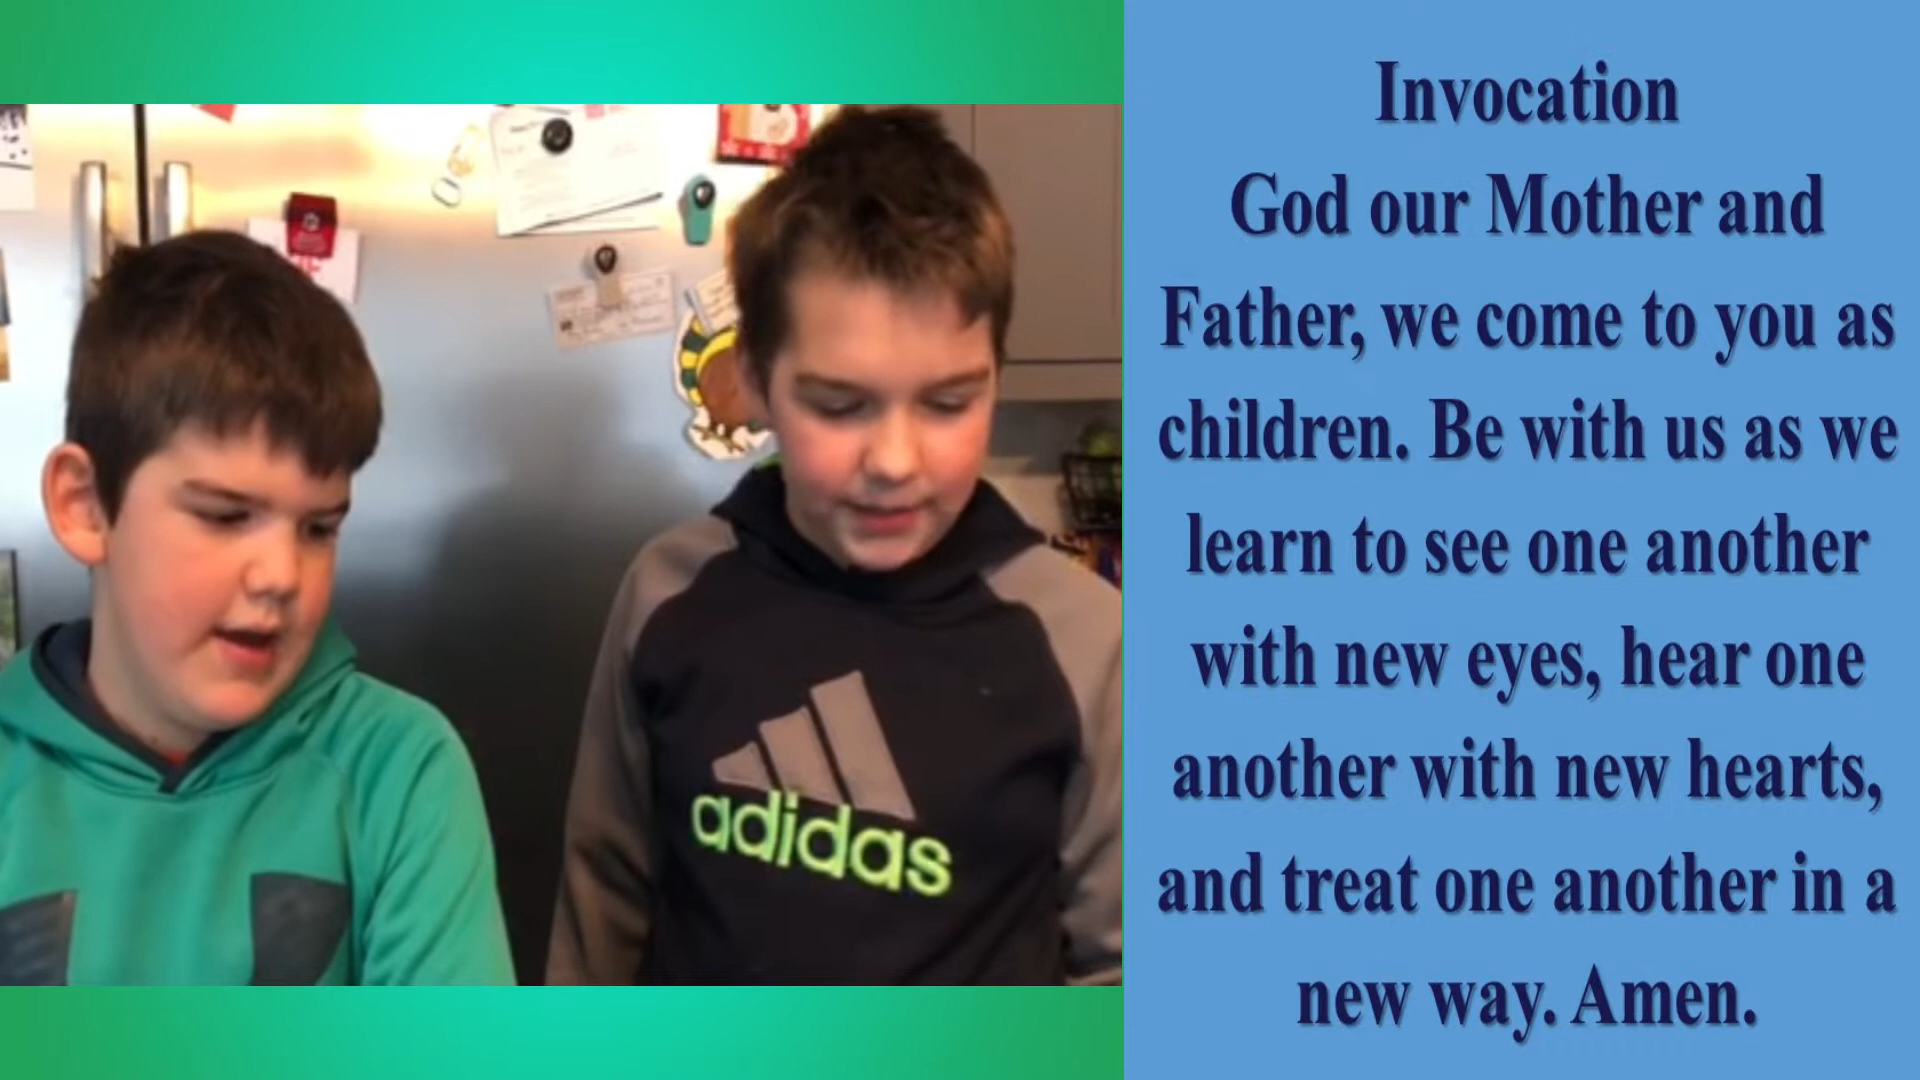 Invocation
God our Mother and
Father, we come to you as
children. Be with us as we
learn to see one another
with new eyes, hear one
another with new hearts,
and treat one another in a
new way. Amen.
adidas